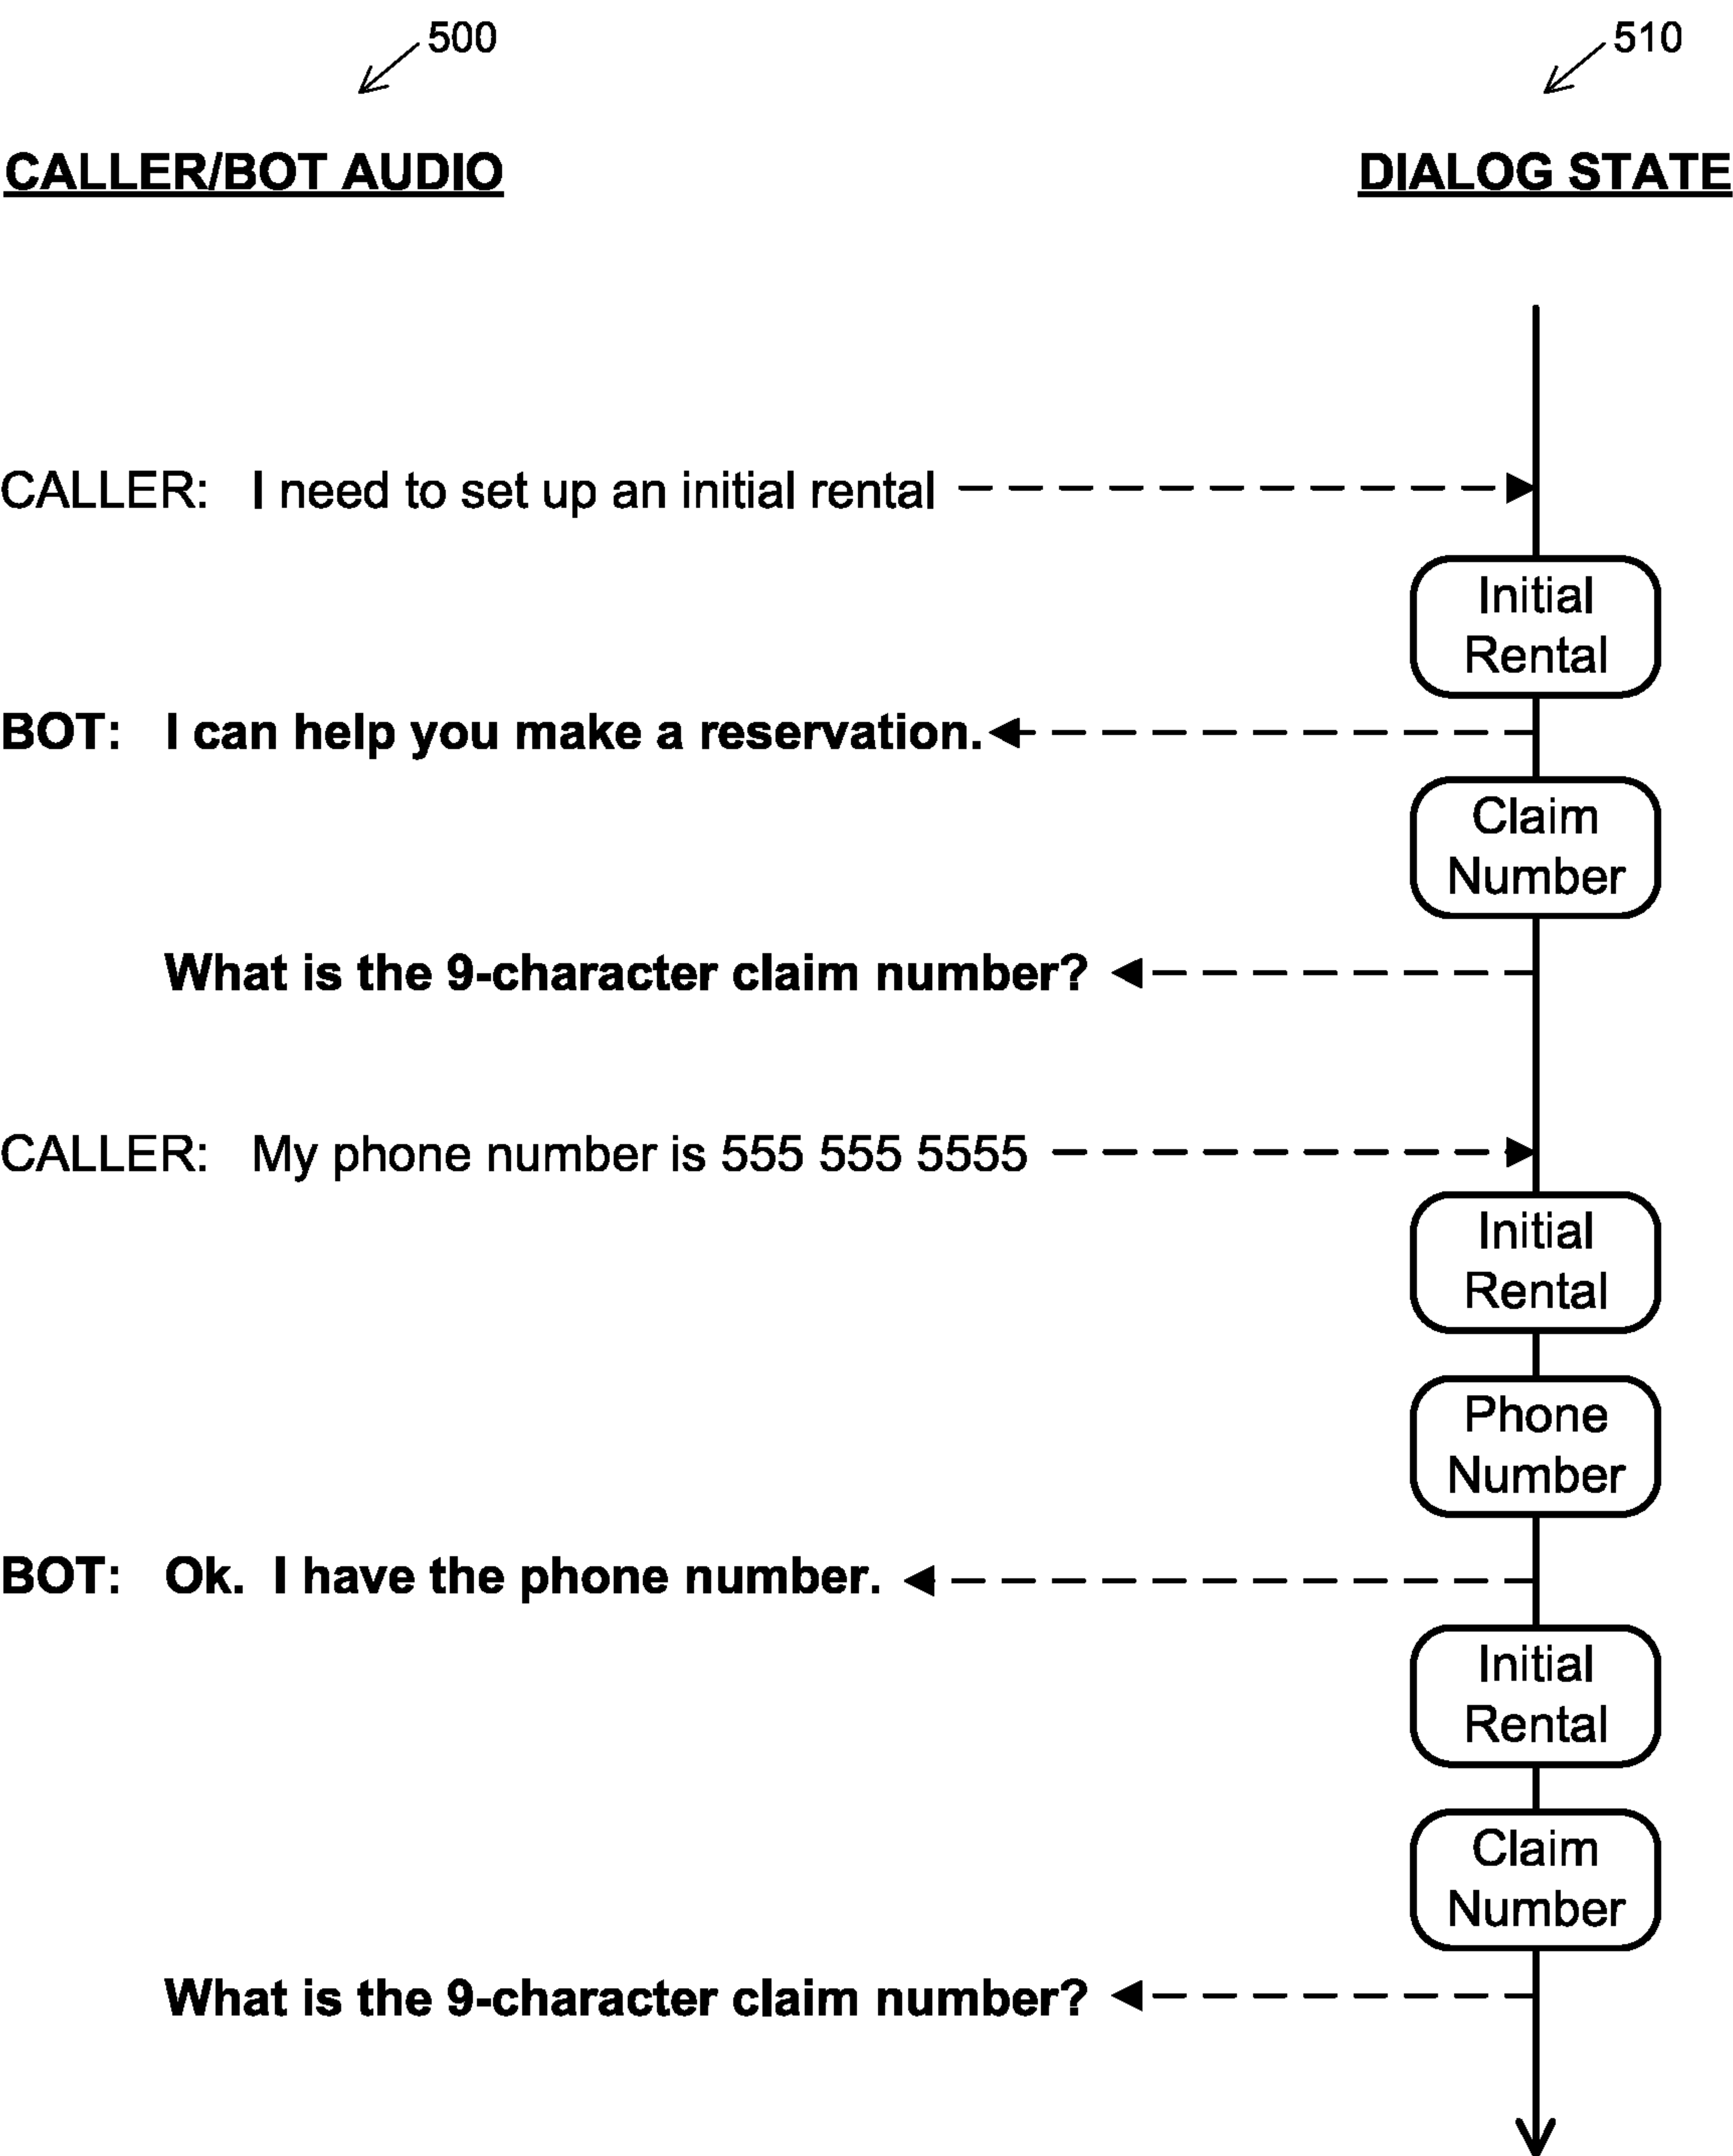 500
510
CALLER/BOT AUDIO
DIALOG STATE
CALLER: I need to set up an initial rental
Initial
Rental
BOT: I can help you make a reservation.
Claim
Number
What is the 9-character claim number?
CALLER: My phone number is 555 555 5555
Initial
Rental
Phone
Number
BOT: Ok. I have the phone number.
Initial
Rental
Claim
Number
What is the 9-character claim number?